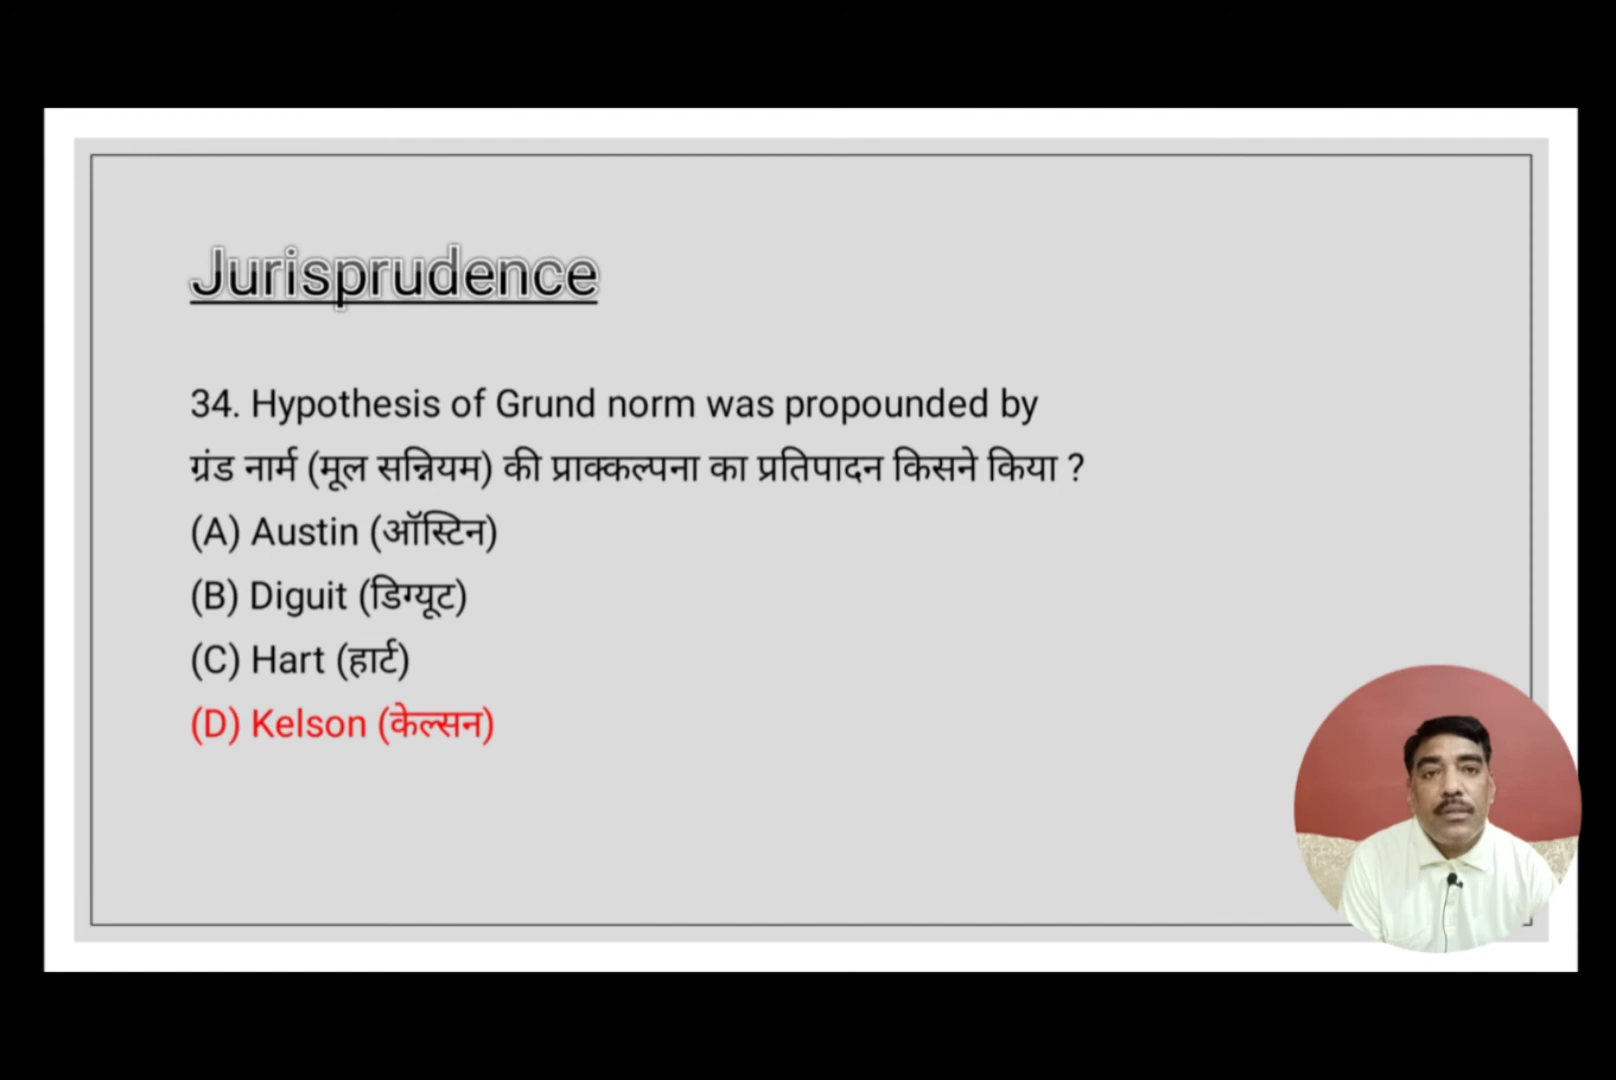 Jurisprudence
34. Hypothesis of Grund norm was propounded by
ग्रंड नार्म (मूल सन्नियम) की प्राक्कल्पना का प्रतिपादन किसने किया ?
(A) Austin (ऑस्टिन)
(B) Diguit (डिग्यूट)
(C) Hart (हार्ट)
(D) Kelson (केल्सन)